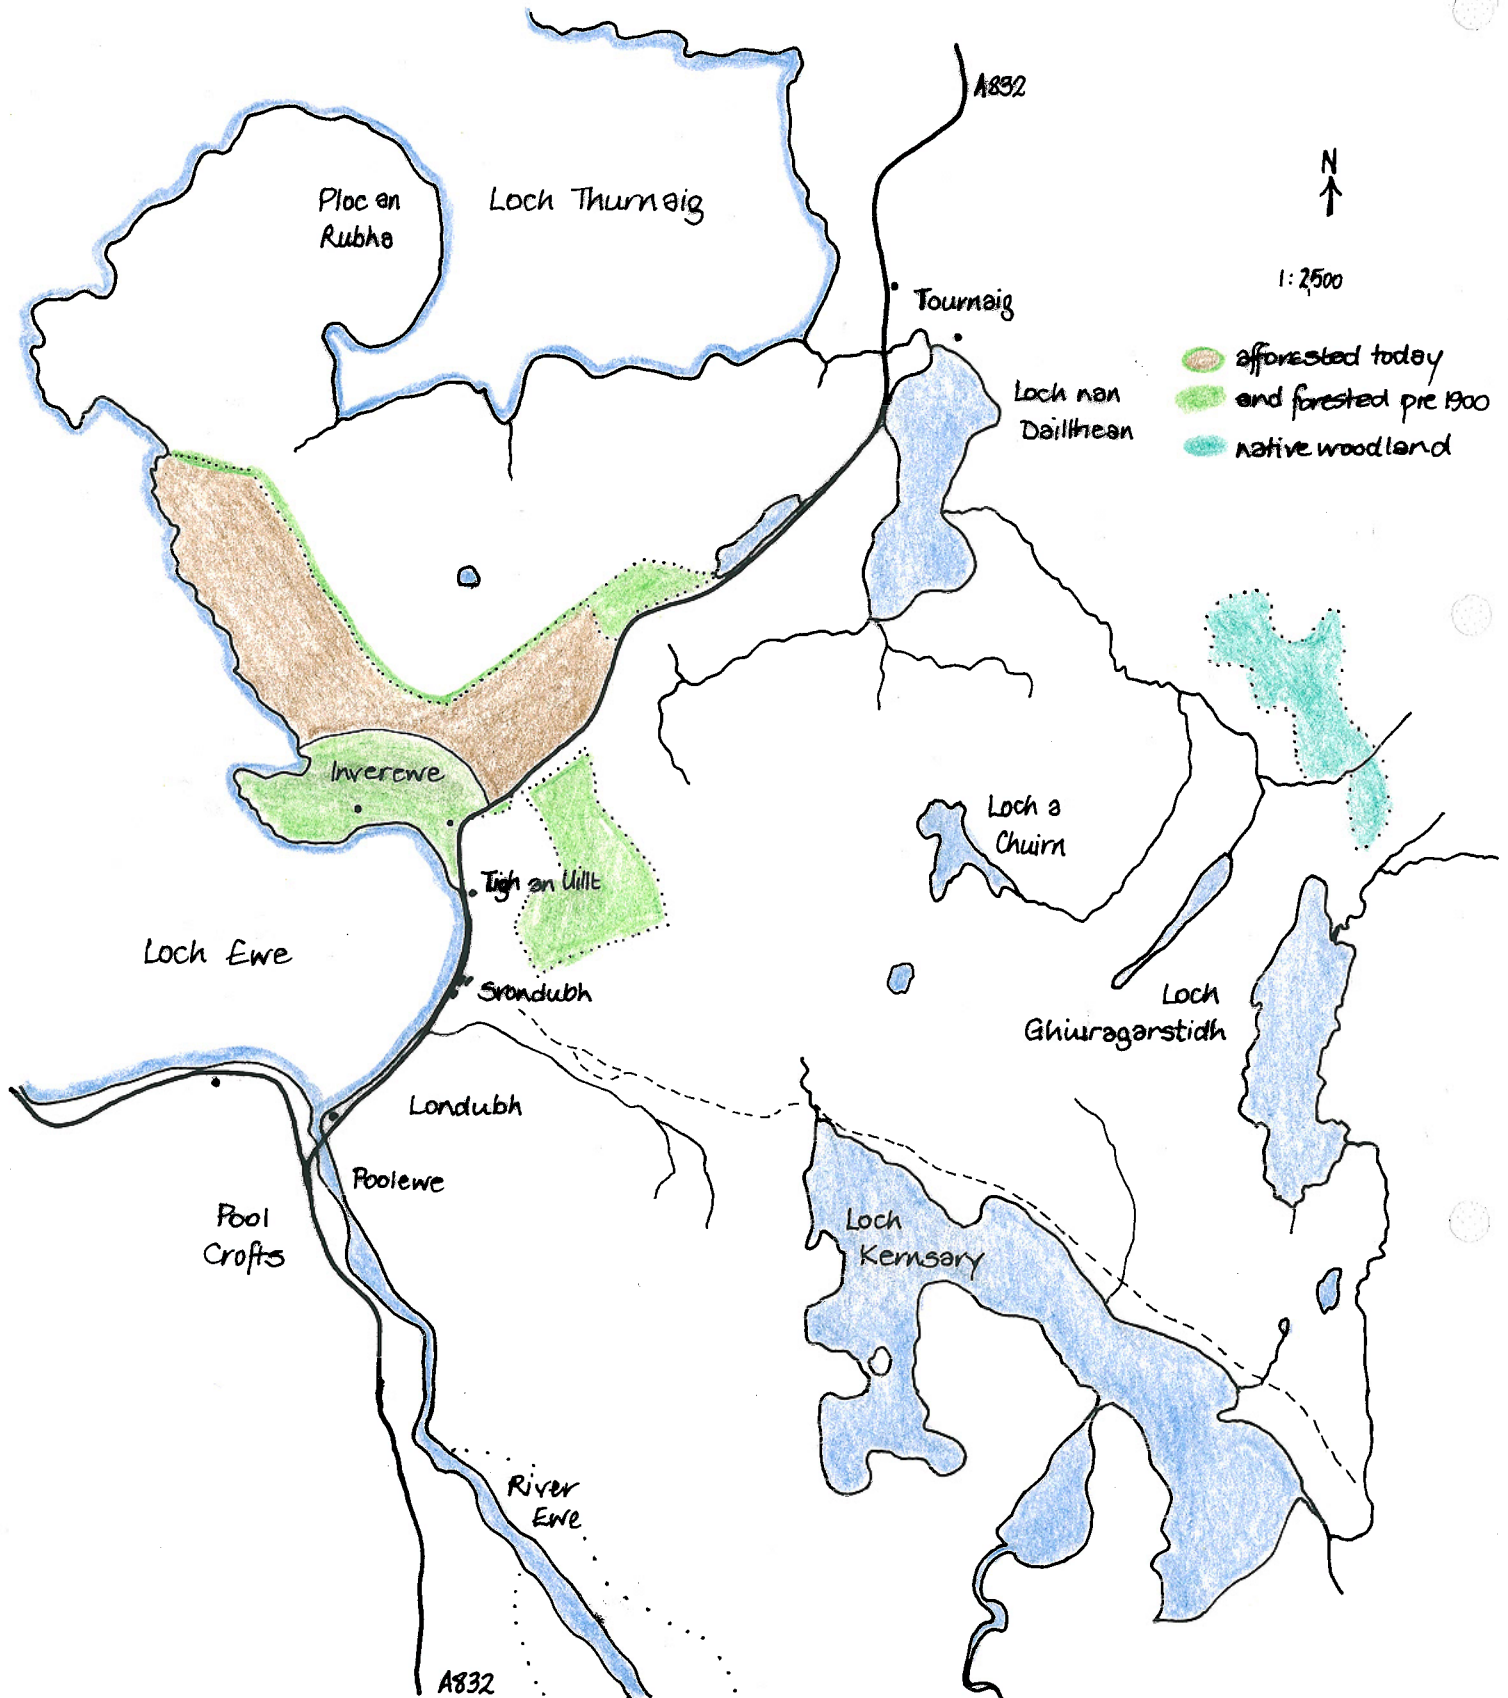 A832
N
Ploc an
Rubha
Loch Thurnaig
1:2,500
Tournaig
afforested today
and forested pre 1900
native woodland
Loch nan
Dailthean
Inverewe
Loch a
Chuirn
Tigh an Uillt
Loch Ewe
Srondubh
Loch
Ghiuragarstidh
Londubh
Poolewe
Pool
Crofts
Loch
Kernsary
River
Ewe
A832